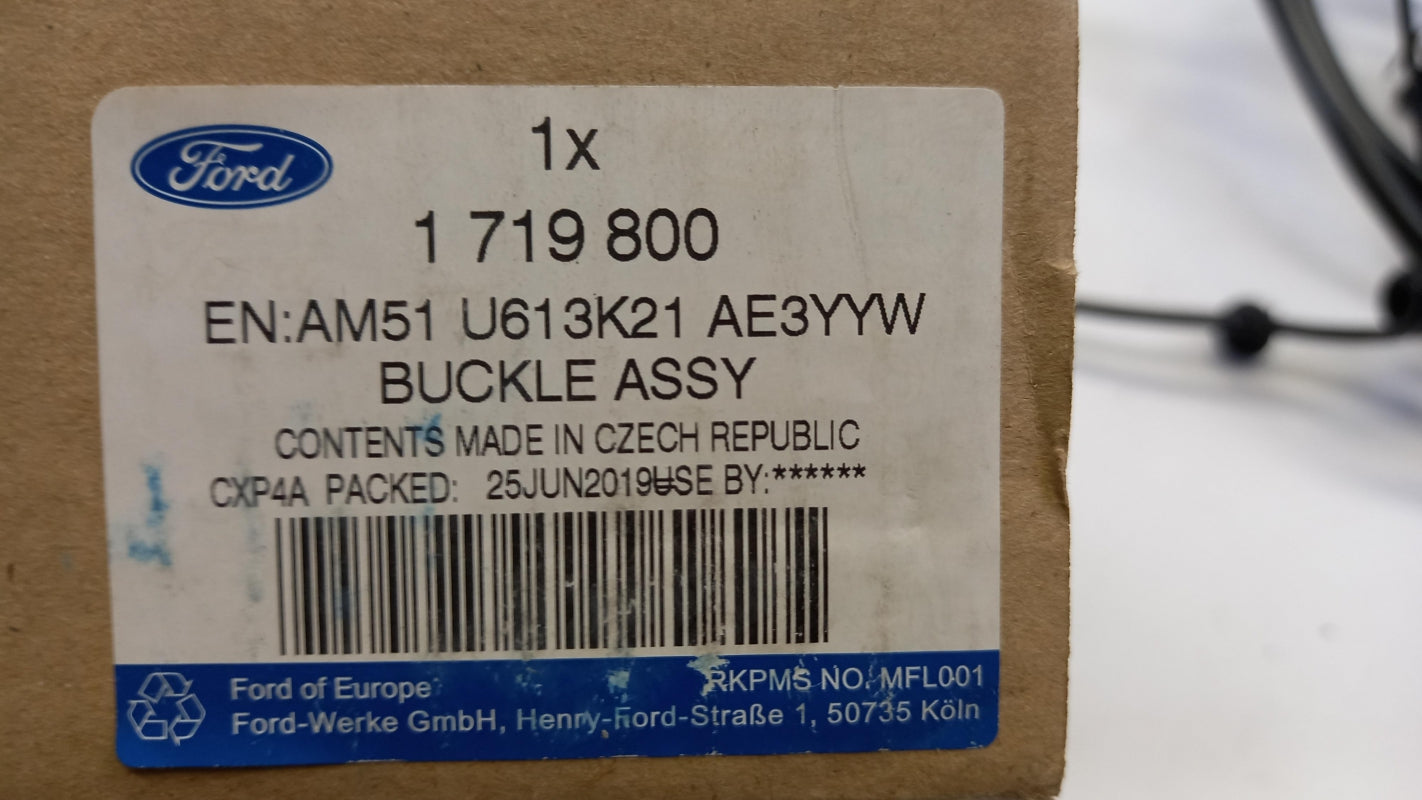 Ford
1x
1 719 800
EN:AM51 U613K21 AE3YYW
BUCKLE ASSY
CONTENTS MADE IN CZECH REPUBLIC
CXP4A PACKED: 25JUN2019USE BY:******
Ford of Europe
RKPMS NO. MFL001
Ford-Werke GmbH, Henry-Ford-Straße 1, 50735 Köln